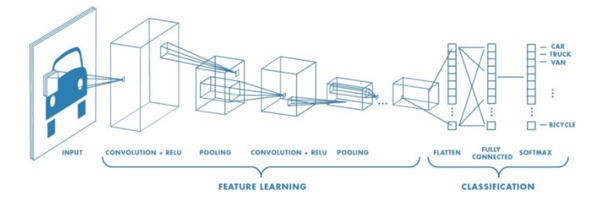 CAR
TRUCK
VAN
BICYCLE
INPUT CONVOLUTION + RELU POOLING CONVOLUTION + RELU POOLING FLATTEN FULLY CONNECTED SOFTMAX
FEATURE LEARNING CLASSIFICATION